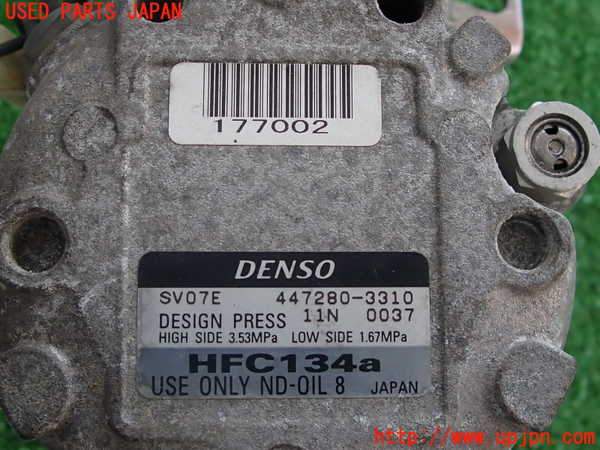 USED PARTS JAPAN
177002
DENSO
SV07E 447280-3310
DESIGN PRESS 11N 0037
HIGH SIDE 3.53MPa LOW SIDE 1.67MPa
HFC134a
USE ONLY ND-OIL 8 JAPAN
http://www.upjpn.com